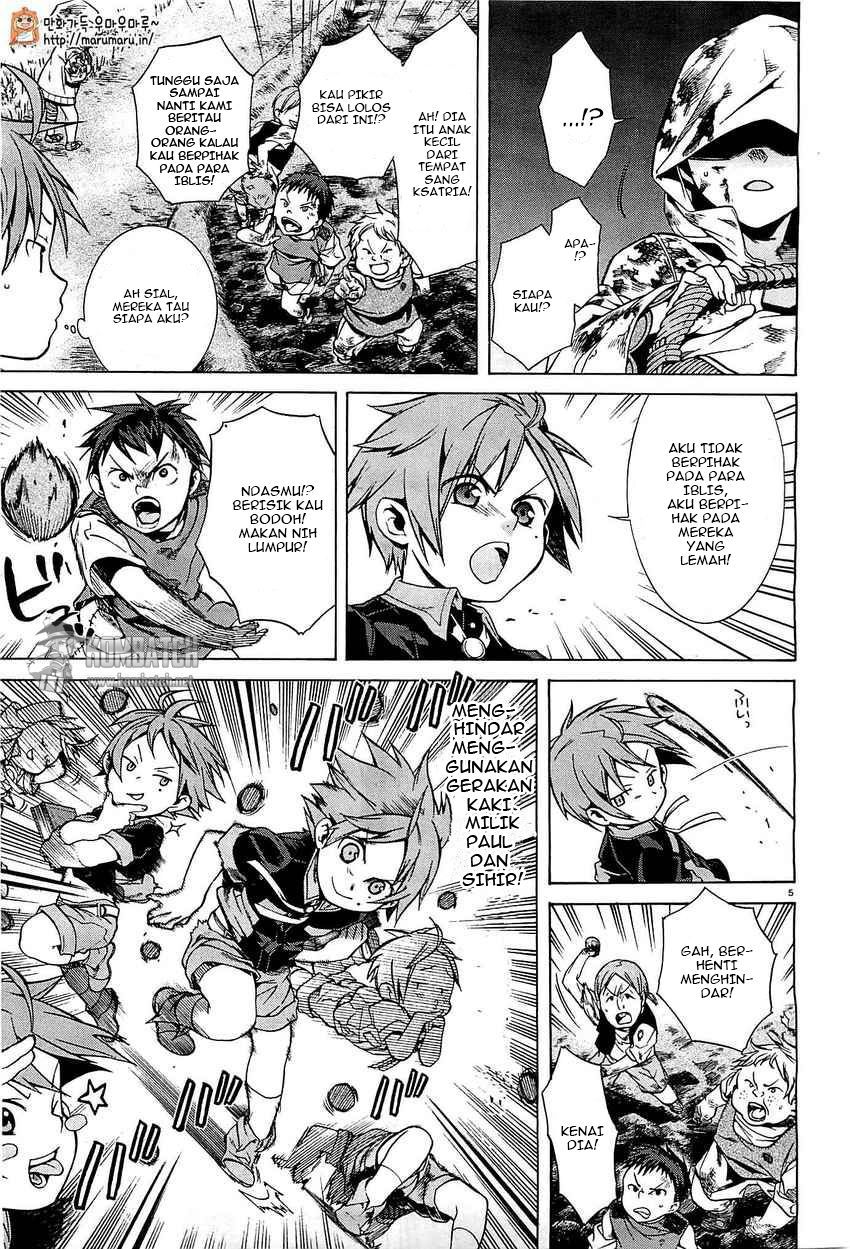 만화가득~우마우마루~
http://marumaru.in/
...!?
APA-
!?
SIAPA
KAU!?
AH! DIA
ITU ANAK
KECIL
DARI
TEMPAT
SANG
KSATRIA!
KAU PIKIR
BISA LOLOS
DARI INI!?
TUNGGU SAJA
SAMPAI
NANTI KAMI
BERITAU
ORANG-
ORANG KALAU
KAU BERPIHAK
PADA PARA
IBLIS!
AH SIAL,
MEREKA TAU
SIAPA AKU?
AKU TIDAK
BERPIHAK
PADA PARA
IBLIS,
AKU BERPI-
HAK PADA
MEREKA
YANG
LEMAH!
NDASMU!?
BERISIK KAU
BODOH!
MAKAN NIH
LUMPUR!
KOMBATCH
www.kombatch.net
5
MENG-
HINDAR
MENG-
GUNAKAN
GERAKAN
KAKI
MILIK
PAUL
DAN
SIHIR!
GAH, BER-
HENTI
MENGHIN-
DAR!
KENAI
DIA!